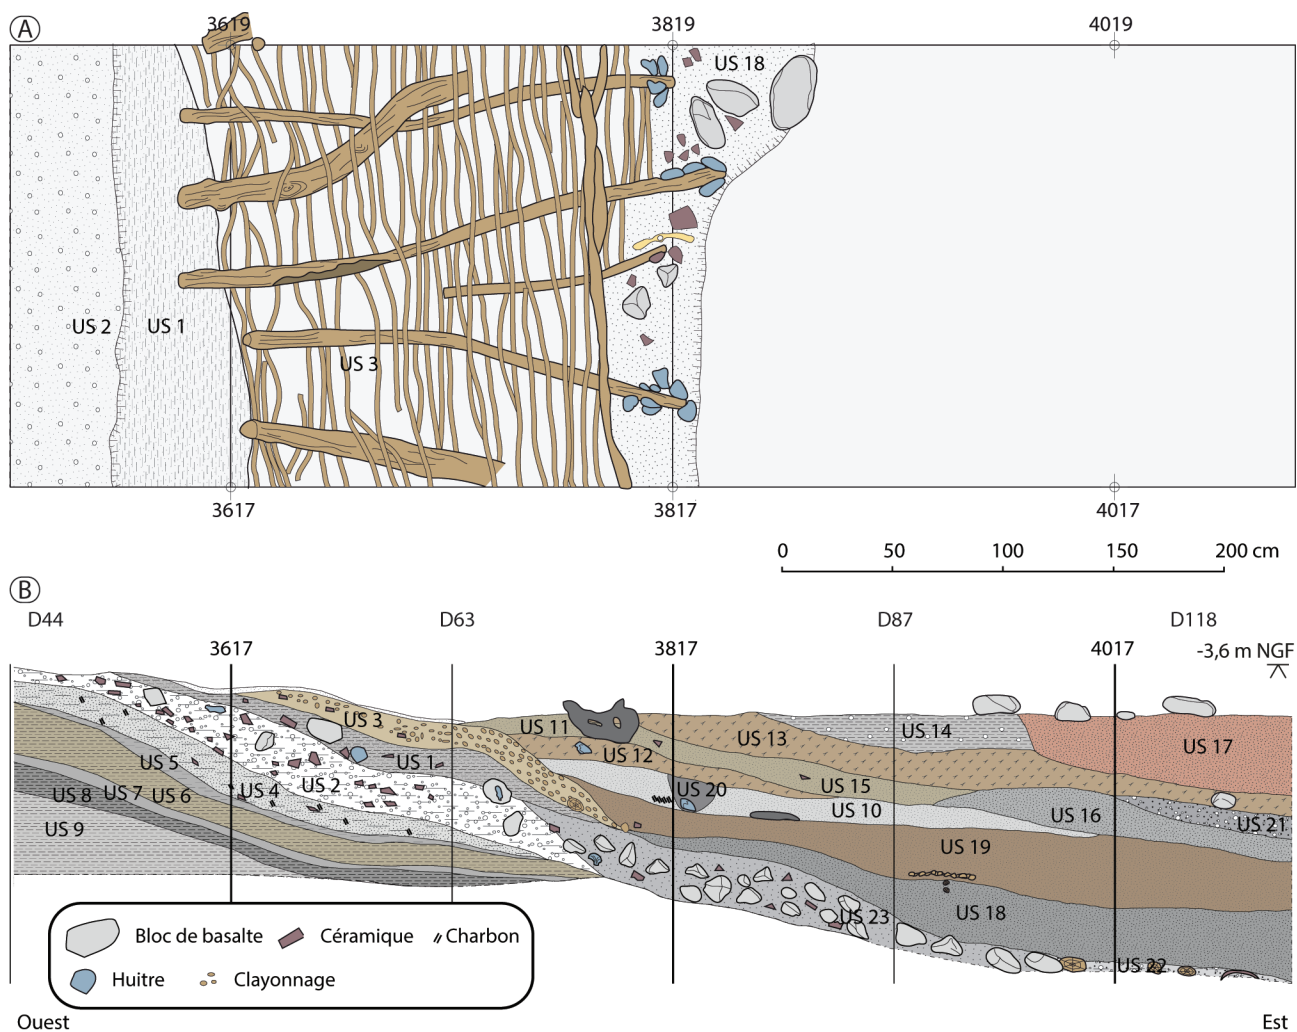 A
3619
3819
4019
US 18
US 2
US 1
US 3
3617
3817
4017
0
50
100
150
200 cm
B
D44
D63
D87
D118
3617
3817
4017
-3,6 m NGF
US 3
US 11
US 12
US 13
US 14
US 17
US 5
US 1
US 2
US 4
US 20
US 15
US 10
US 16
US 21
US 8
US 7
US 6
US 9
US 19
US 18
US 23
US 22
Bloc de basalte
Céramique
Charbon
Huitre
Clayonnage
Ouest
Est